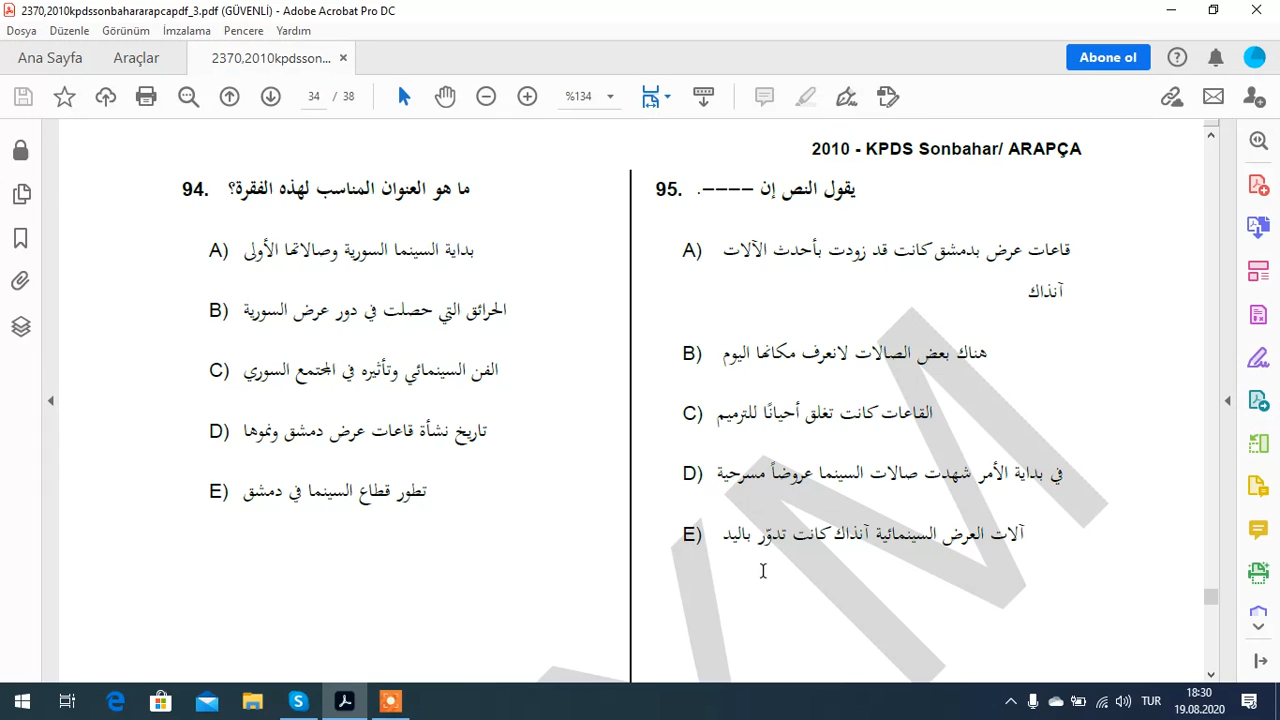 2370,2010kpdssonbahararapcapdf_3.pdf (GÜVENLİ) - Adobe Acrobat Pro DC
Dosya Düzenle Görünüm İmzalama Pencere Yardım
Ana Sayfa Araçlar 2370,2010kpdsson... × Abone ol
34 / 38 %134
2010 - KPDS Sonbahar/ ARAPÇA
94. ما هو العنوان المناسب لهذه الفقرة؟
A) بداية السينما السورية وصالاتها الأولى
B) الحرائق التي حصلت في دور عرض السورية
C) الفن السينمائي وتأثيره في المجتمع السوري
D) تاريخ نشأة قاعات عرض دمشق ونموها
E) تطور قطاع السينما في دمشق
95. يقول النص إن ----.
A) قاعات عرض بدمشق كانت قد زودت بأحدث الآلات
آنذاك
B) هناك بعض الصالات لانعرف مكانها اليوم
C) القاعات كانت تغلق أحيانًا للترميم
D) في بداية الأمر شهدت صالات السينما عروضاً مسرحية
E) آلات العرض السينمائية آنذاك كانت تدوّر باليد
TUR
18:30
19.08.2020